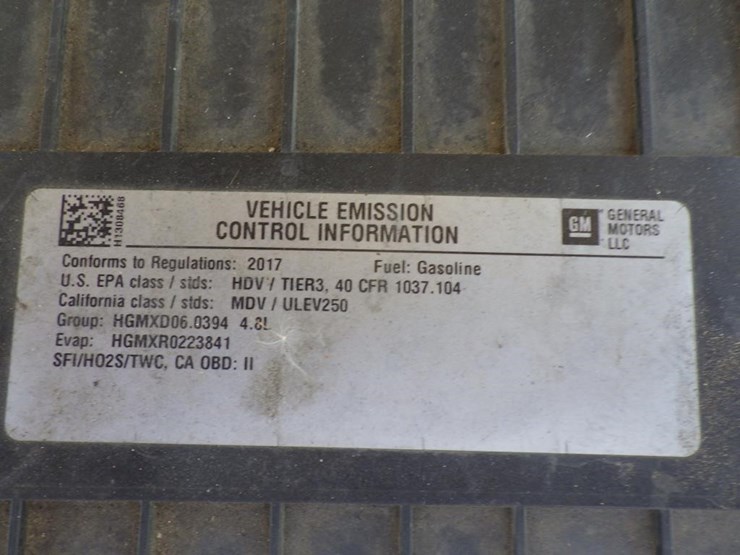 H1308468
VEHICLE EMISSION
CONTROL INFORMATION
GM
GENERAL
MOTORS
LLC
Conforms to Regulations: 2017 Fuel: Gasoline
U.S. EPA class / stds: HDV / TIER3, 40 CFR 1037.104
California class / stds: MDV / ULEV250
Group: HGMXD06.0394 4.8L
Evap: HGMXR0223841
SFI/HO2S/TWC, CA OBD: II